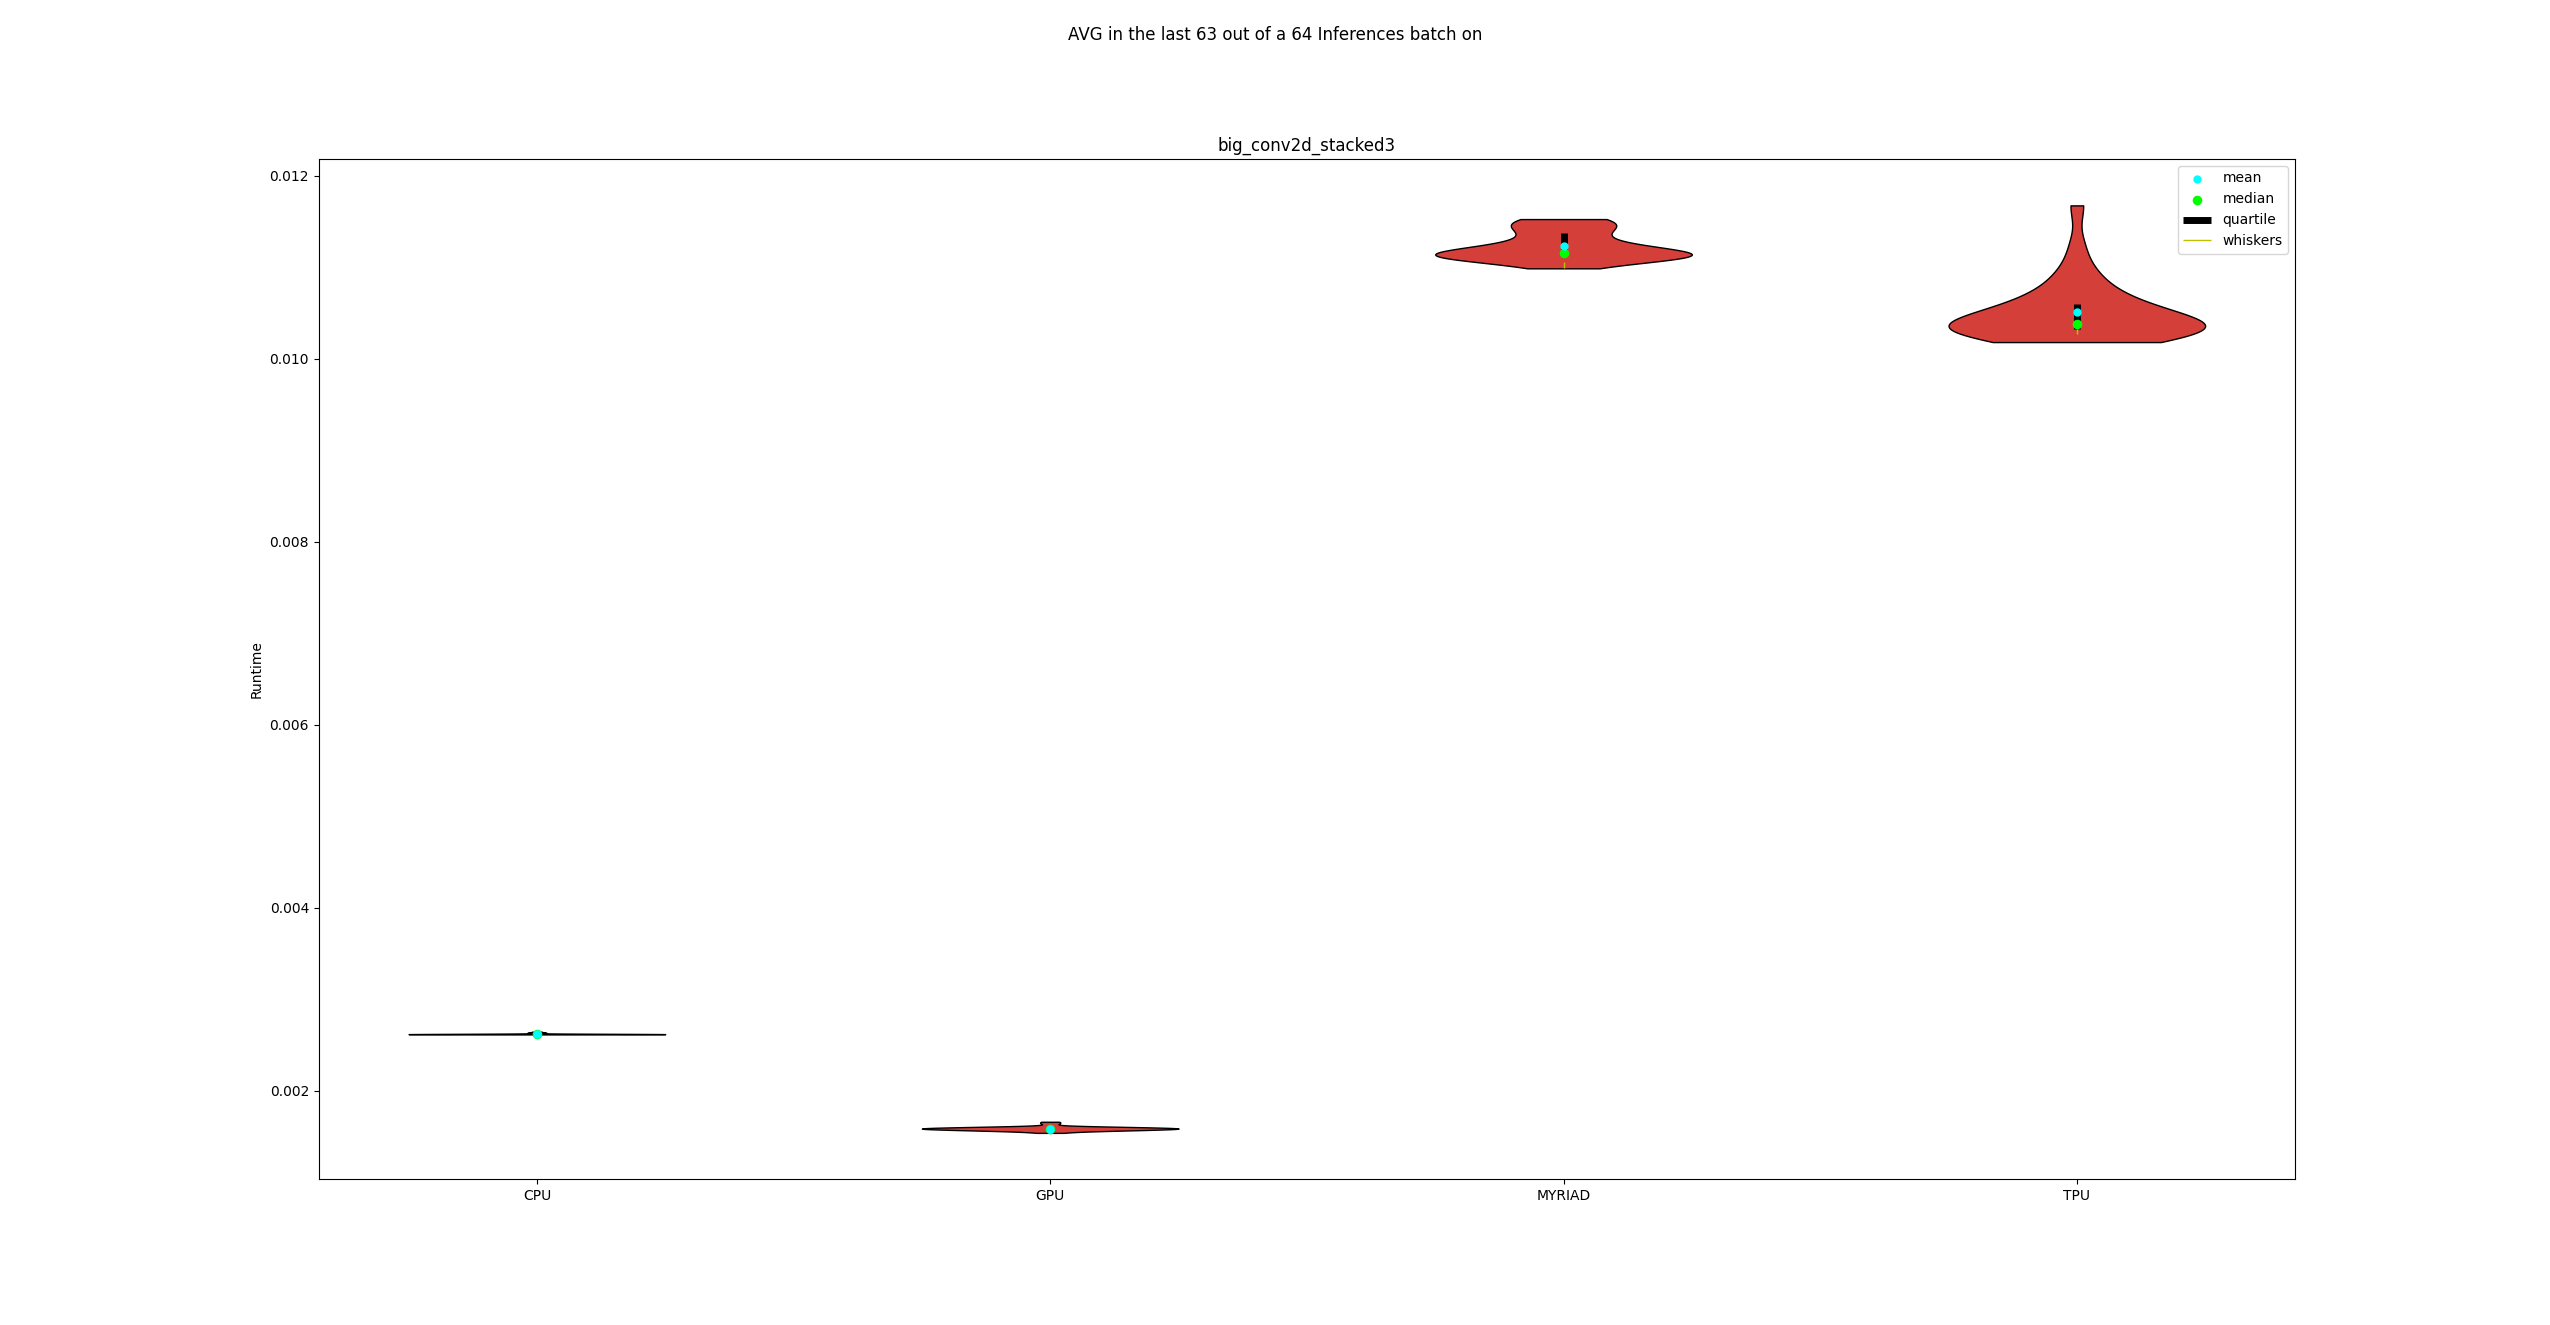 AVG in the last 63 out of a 64 Inferences batch on
big_conv2d_stacked3
mean
median
quartile
whiskers
0.012
0.010
0.008
0.006
0.004
0.002
Runtime
CPU
GPU
MYRIAD
TPU